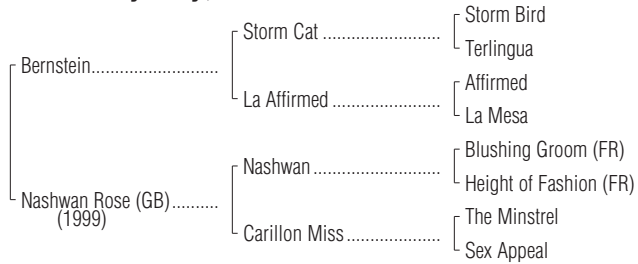 Storm Bird
Storm Cat ........................
Terlingua
Bernstein..........................
Affirmed
La Affirmed ......................
La Mesa
Blushing Groom (FR)
Nashwan ..........................
Height of Fashion (FR)
Nashwan Rose (GB)..........
(1999)
The Minstrel
Carillon Miss....................
Sex Appeal